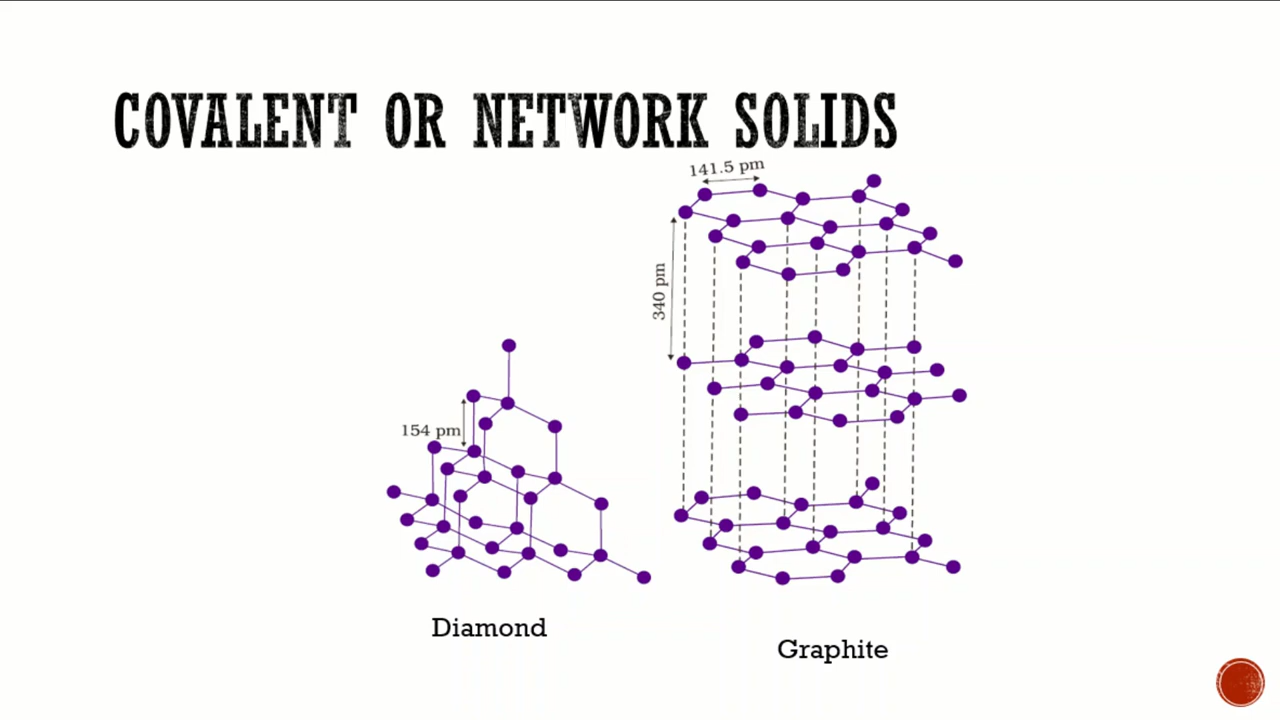 COVALENT OR NETWORK SOLIDS
141.5 pm
340 pm
154 pm
Diamond
Graphite